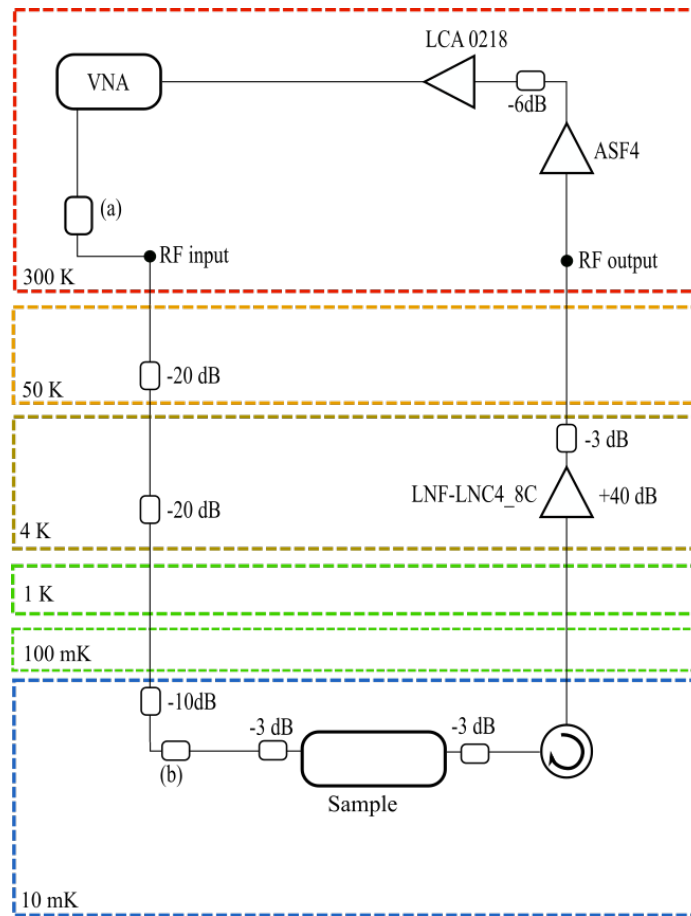 LCA 0218
VNA
-6dB
ASF4
(a)
RF input
RF output
300 K
-20 dB
50 K
-3 dB
LNF-LNC4_8C
+40 dB
-20 dB
4 K
1 K
100 mK
-10dB
-3 dB
-3 dB
(b)
Sample
10 mK